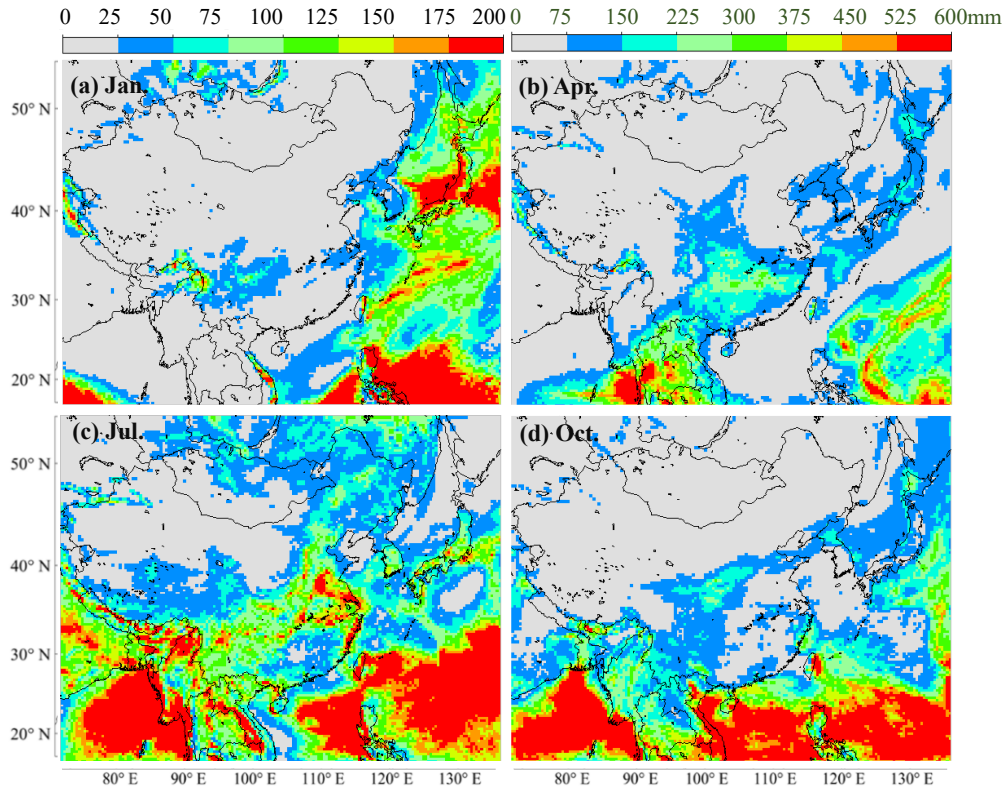 0 25 50 75 100 125 150 175 200
0 75 150 225 300 375 450 525 600mm
(a) Jan.
(b) Apr.
50° N
40° N
30° N
20° N
(c) Jul.
(d) Oct.
50° N
40° N
30° N
20° N
80° E 90° E 100° E 110° E 120° E 130° E
80° E 90° E 100° E 110° E 120° E 130° E